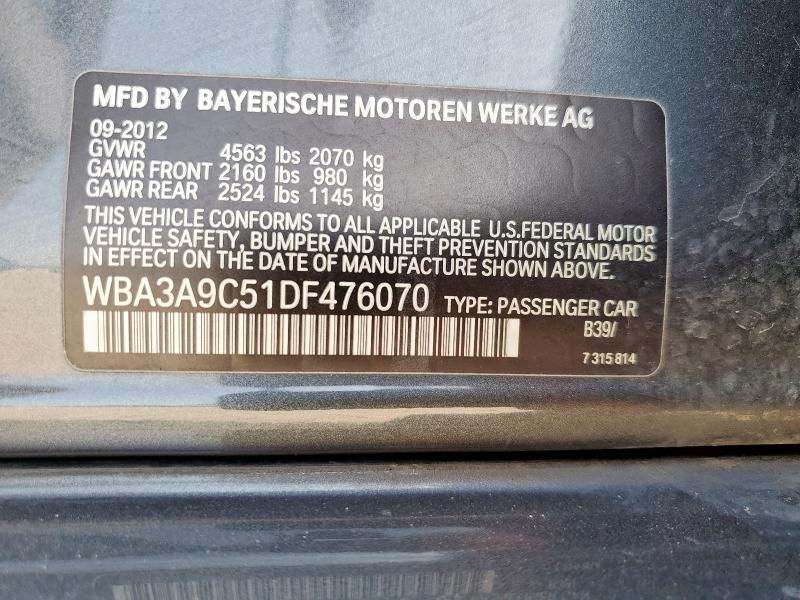 MFD BY BAYERISCHE MOTOREN WERKE AG
09-2012
GVWR 4563 lbs 2070 kg
GAWR FRONT 2160 lbs 980 kg
GAWR REAR 2524 lbs 1145 kg
THIS VEHICLE CONFORMS TO ALL APPLICABLE U.S.FEDERAL MOTOR
VEHICLE SAFETY, BUMPER AND THEFT PREVENTION STANDARDS
IN EFFECT ON THE DATE OF MANUFACTURE SHOWN ABOVE
WBA3A9C51DF476070 TYPE: PASSENGER CAR
B39/
7 315 814